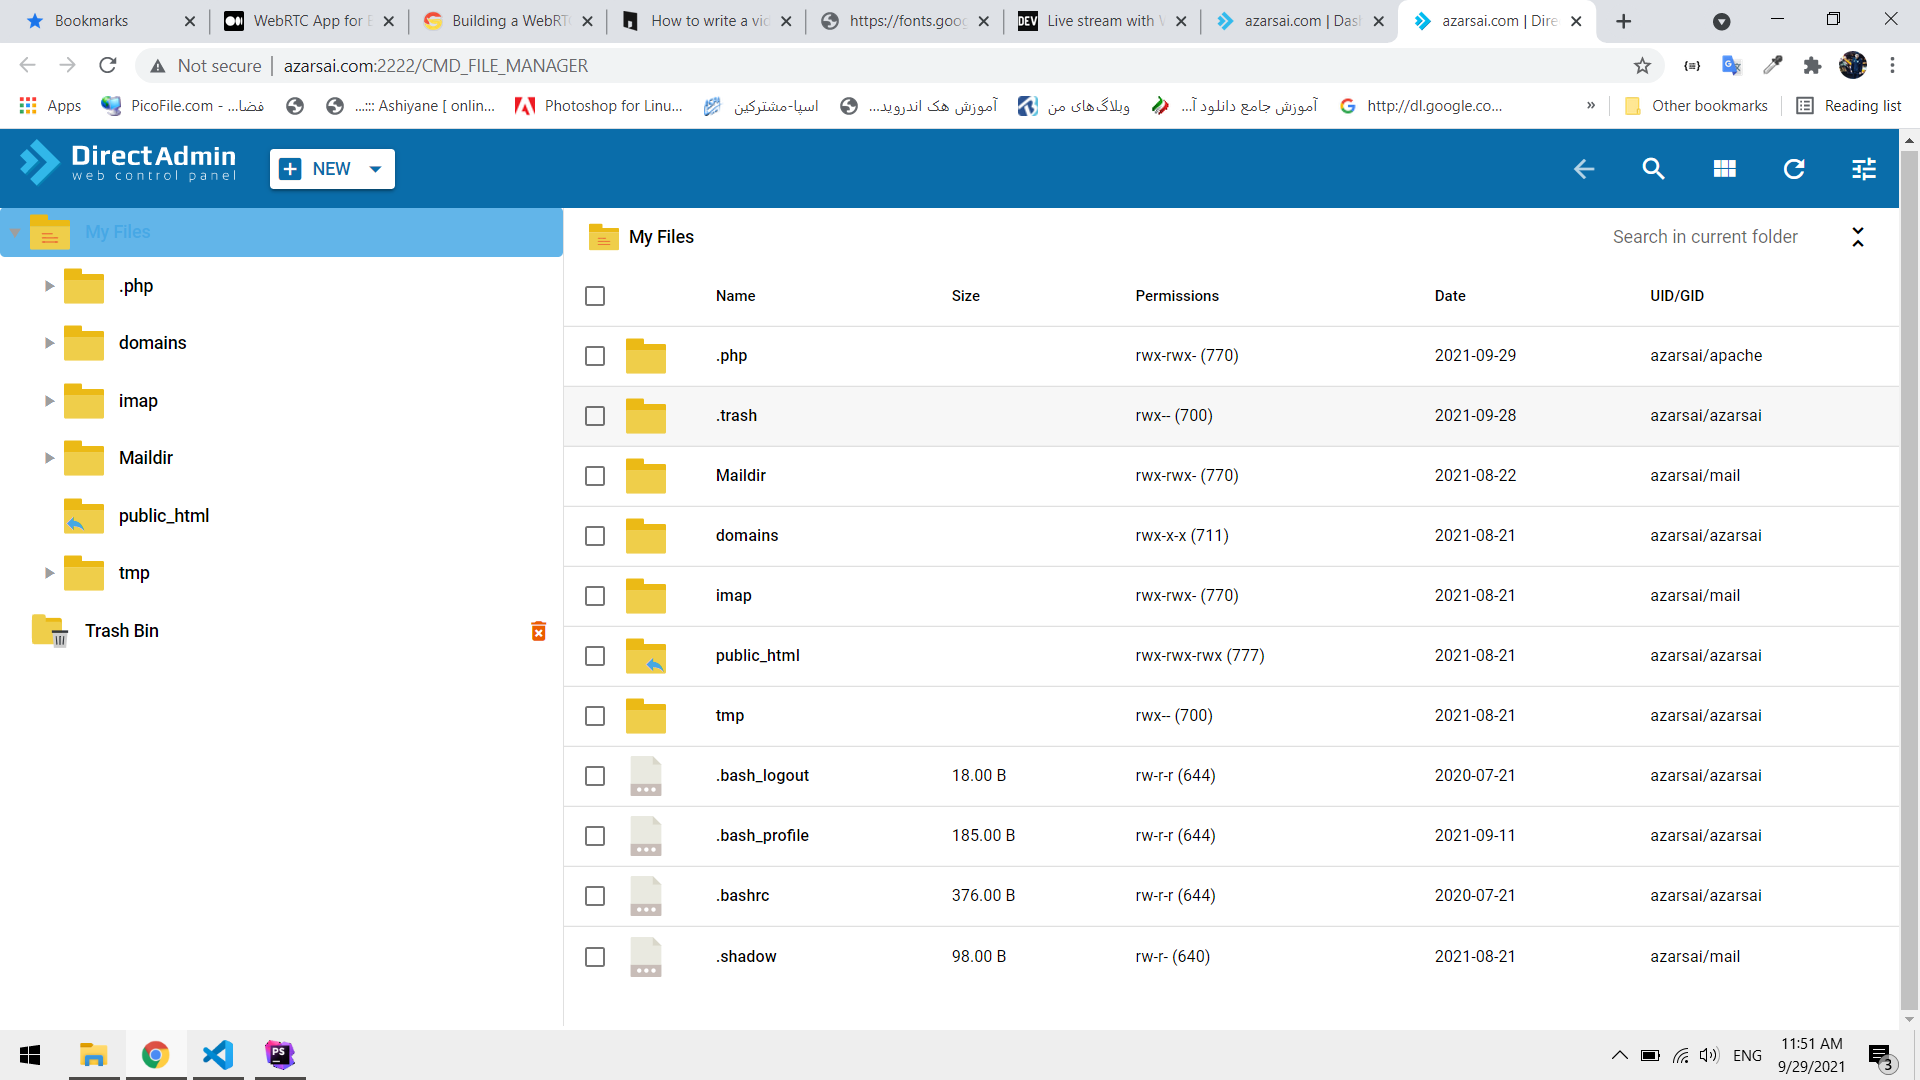 Bookmarks
WebRTC App for
Building a WebRTC
How to write a vid
https://fonts.goog
DEV Live stream with
azarsai.com | Dash
azarsai.com | Dire
Not secure | azarsai.com:2222/CMD_FILE_MANAGER
Apps
PicoFile.com - فضا...
...::: Ashiyane [ onlin...
Photoshop for Linu...
اسپا-مشترکین
آموزش هک اندروید...
وبلاگ‌های من
آموزش جامع دانلود آ...
http://dl.google.co...
»
Other bookmarks
Reading list
DirectAdmin
web control panel
NEW
My Files
.php
domains
imap
Maildir
public_html
tmp
Trash Bin
My Files
Search in current folder
Name Size Permissions Date UID/GID
.php rwx-rwx- (770) 2021-09-29 azarsai/apache
.trash rwx-- (700) 2021-09-28 azarsai/azarsai
Maildir rwx-rwx- (770) 2021-08-22 azarsai/mail
domains rwx-x-x (711) 2021-08-21 azarsai/azarsai
imap rwx-rwx- (770) 2021-08-21 azarsai/mail
public_html rwx-rwx-rwx (777) 2021-08-21 azarsai/azarsai
tmp rwx-- (700) 2021-08-21 azarsai/azarsai
.bash_logout 18.00 B rw-r-r (644) 2020-07-21 azarsai/azarsai
.bash_profile 185.00 B rw-r-r (644) 2021-09-11 azarsai/azarsai
.bashrc 376.00 B rw-r-r (644) 2020-07-21 azarsai/azarsai
.shadow 98.00 B rw-r- (640) 2021-08-21 azarsai/mail
PS
ENG
11:51 AM
9/29/2021
3